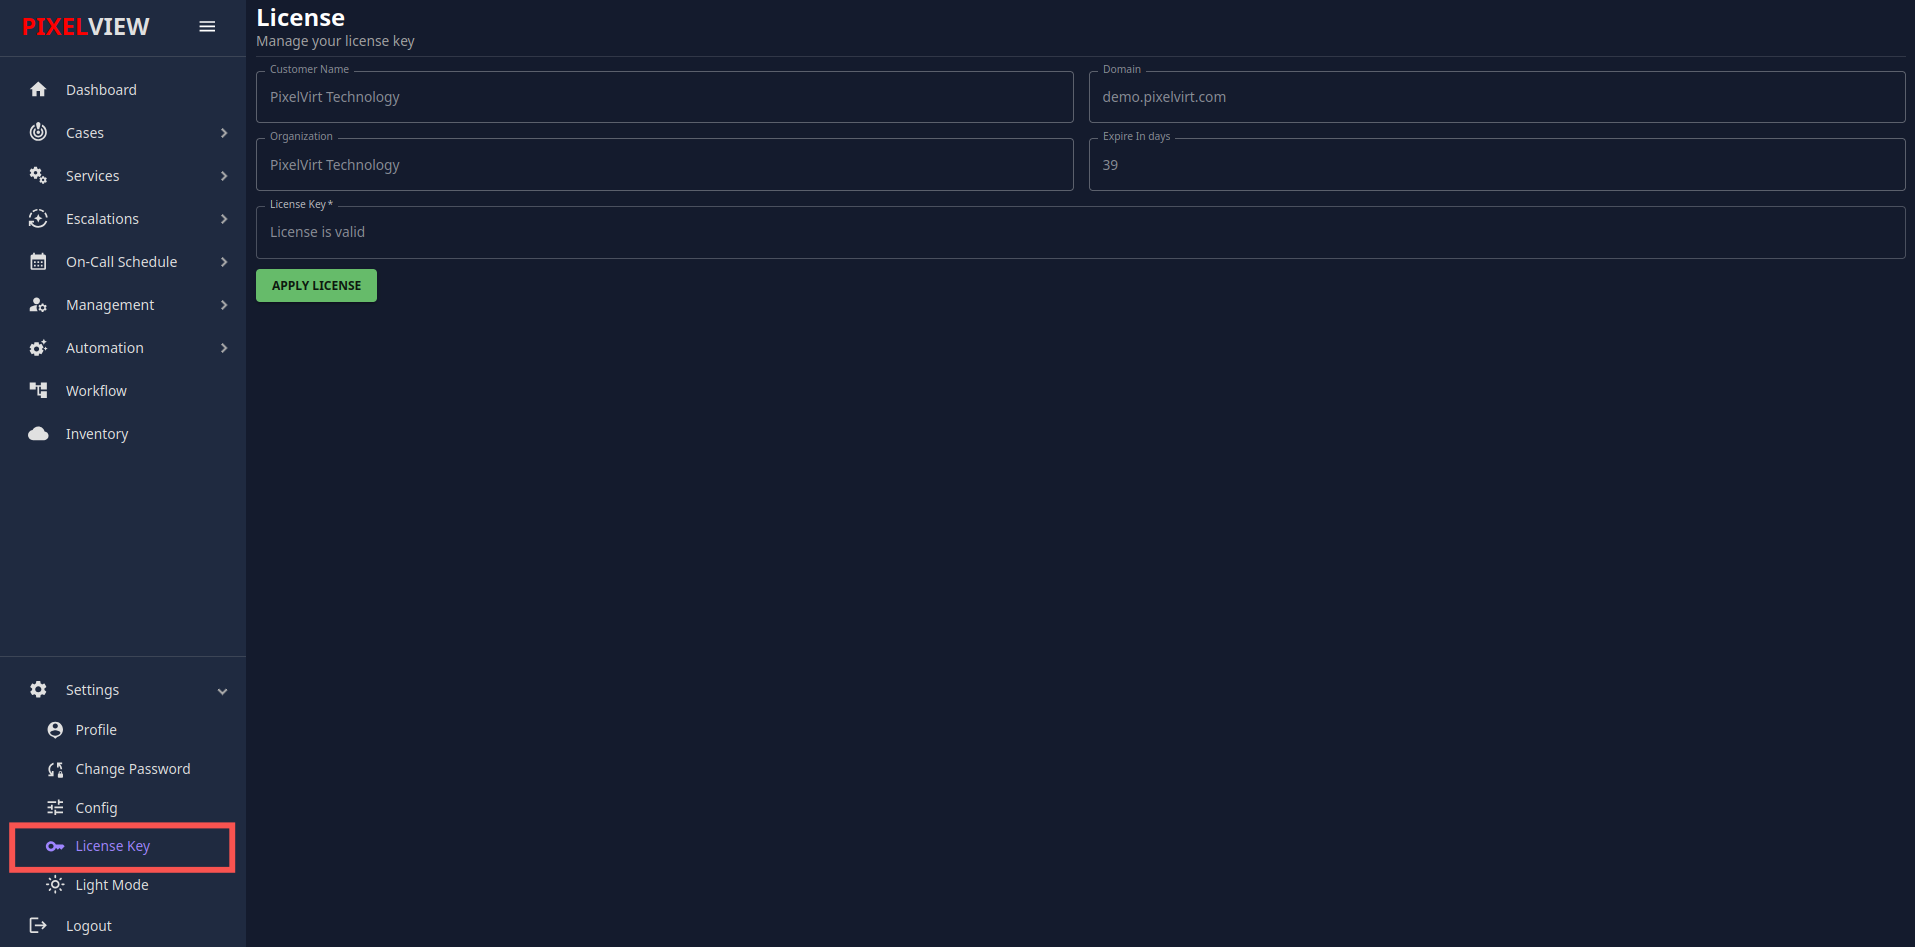 PIXELVIEW
Dashboard
Cases
Services
Escalations
On-Call Schedule
Management
Automation
Workflow
Inventory
Settings
Profile
Change Password
Config
License Key
Light Mode
Logout
License
Manage your license key
Customer Name
PixelVirt Technology
Domain
demo.pixelvirt.com
Organization
PixelVirt Technology
Expire In days
39
License Key *
License is valid
APPLY LICENSE